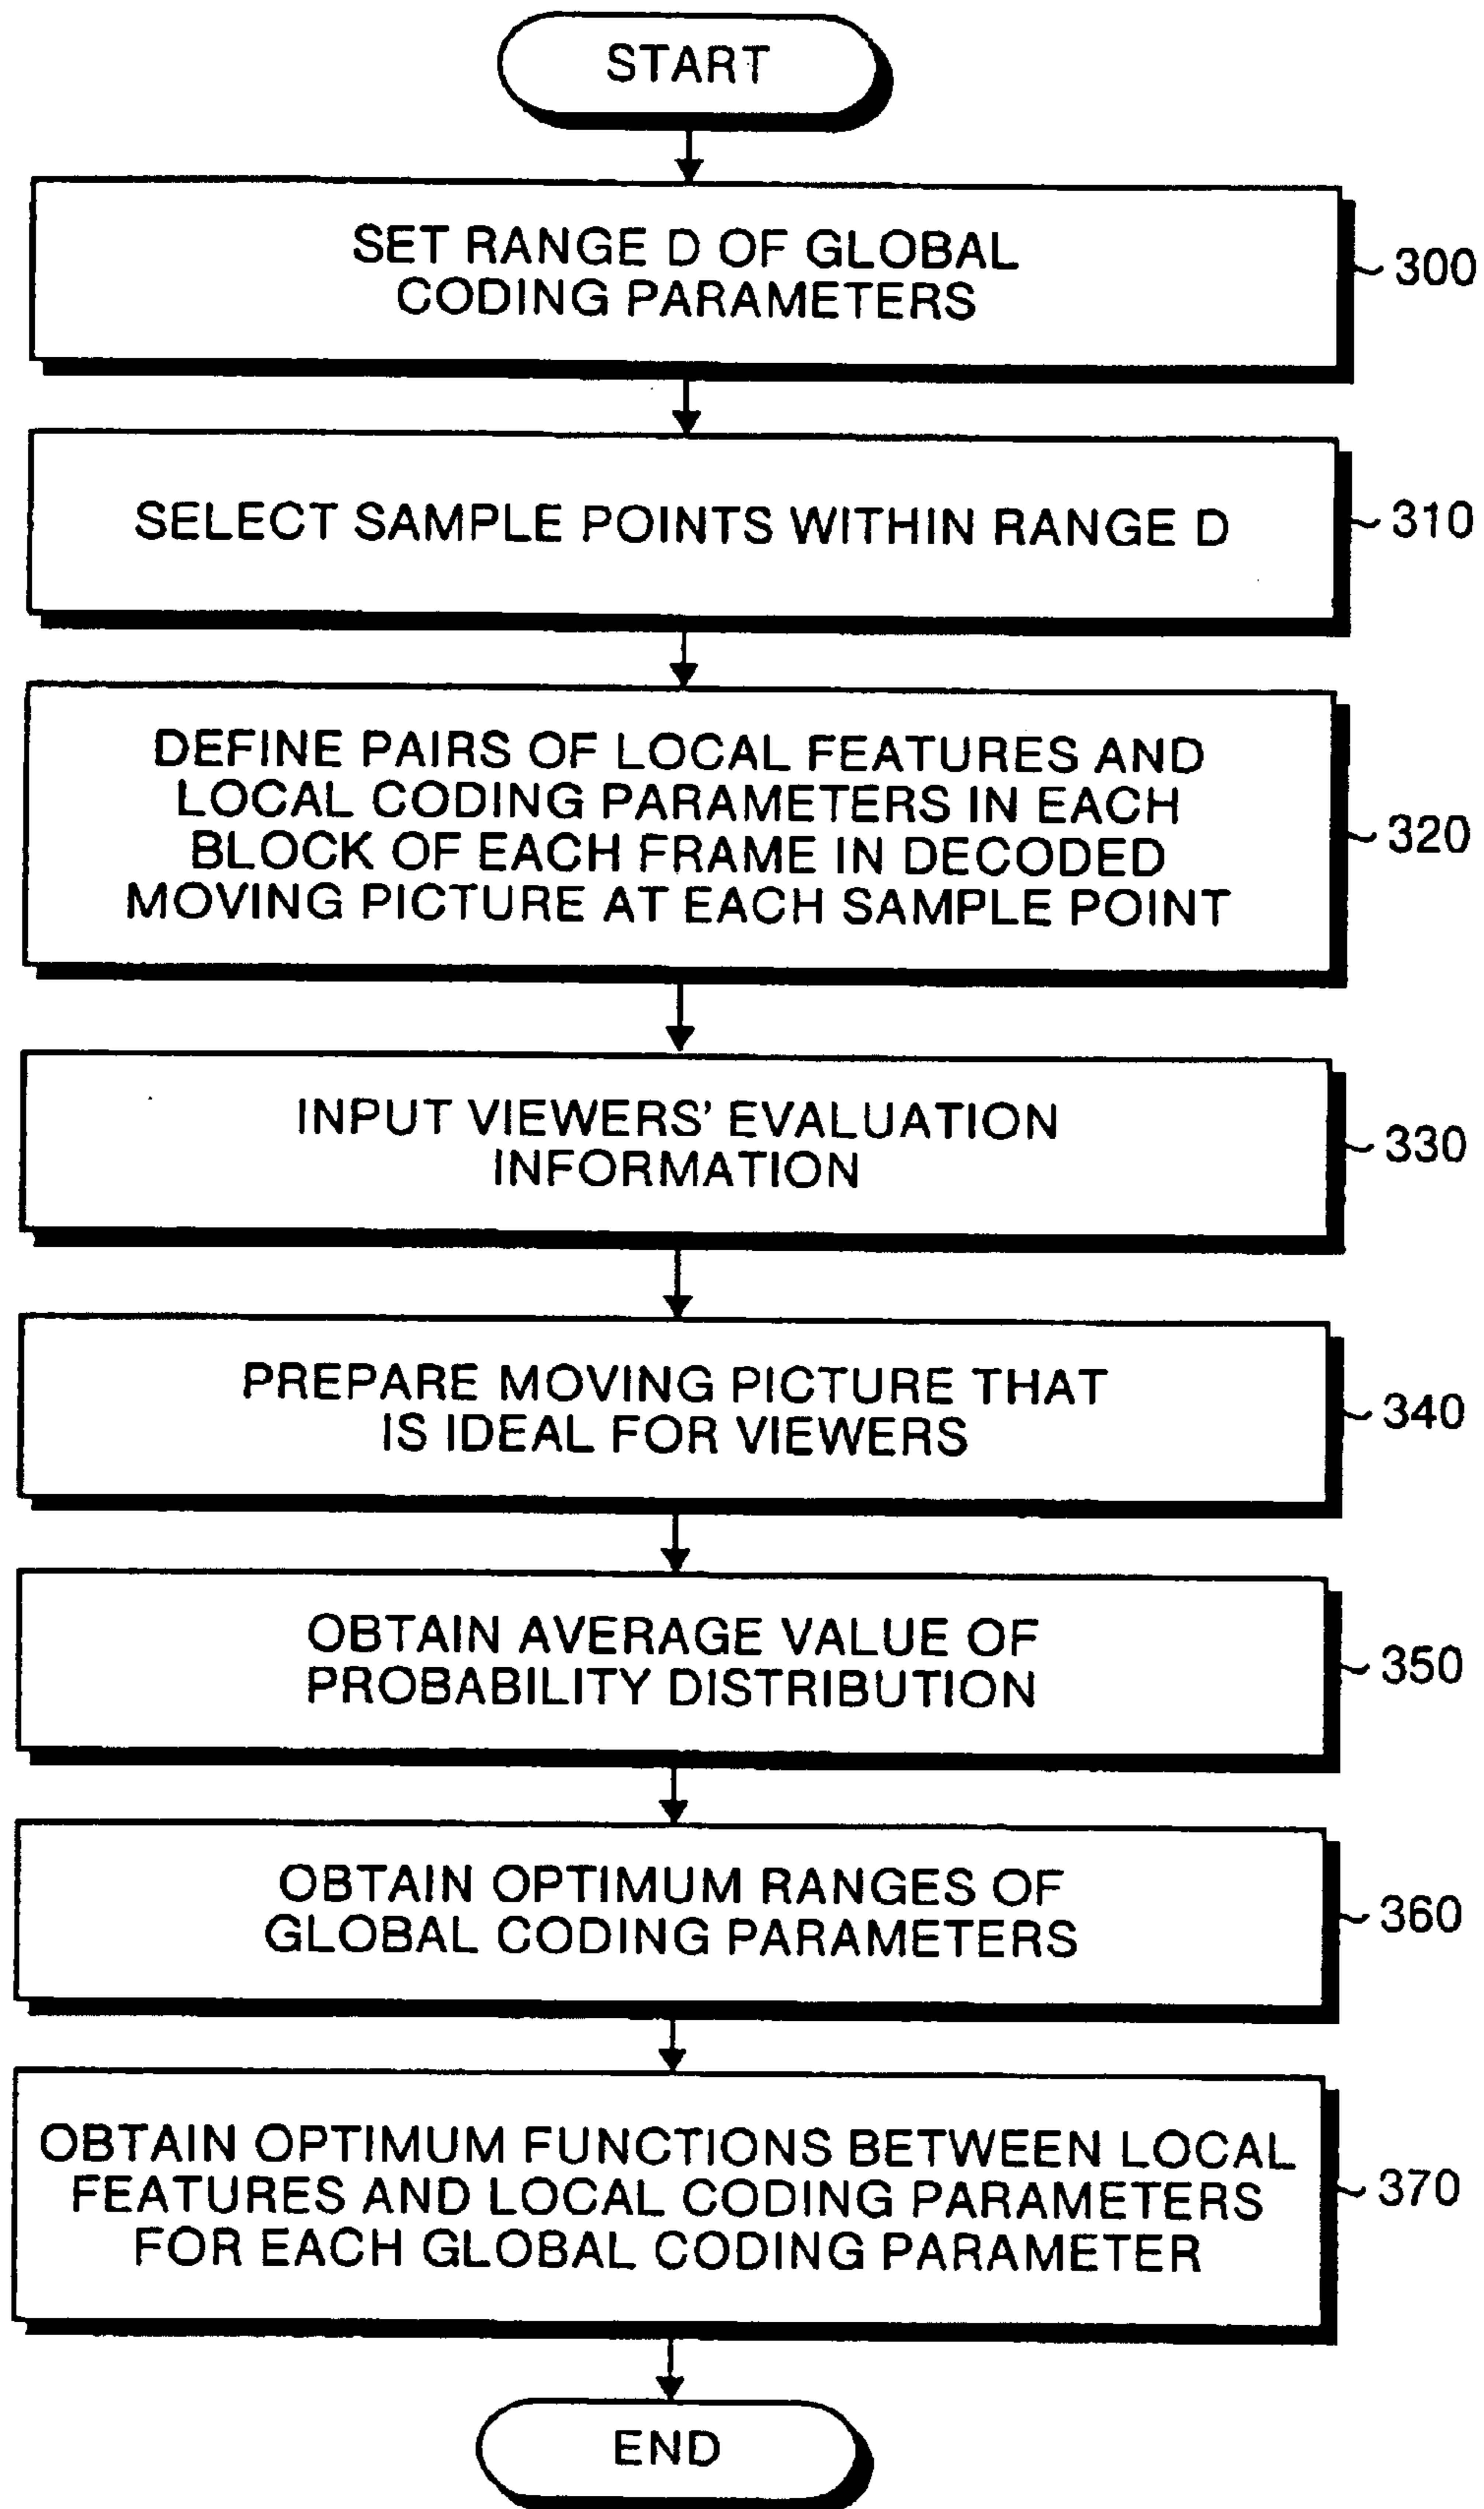 START
SET RANGE D OF GLOBAL
CODING PARAMETERS
300
SELECT SAMPLE POINTS WITHIN RANGE D
310
DEFINE PAIRS OF LOCAL FEATURES AND
LOCAL CODING PARAMETERS IN EACH
BLOCK OF EACH FRAME IN DECODED
MOVING PICTURE AT EACH SAMPLE POINT
320
INPUT VIEWERS' EVALUATION
INFORMATION
330
PREPARE MOVING PICTURE THAT
IS IDEAL FOR VIEWERS
340
OBTAIN AVERAGE VALUE OF
PROBABILITY DISTRIBUTION
350
OBTAIN OPTIMUM RANGES OF
GLOBAL CODING PARAMETERS
360
OBTAIN OPTIMUM FUNCTIONS BETWEEN LOCAL
FEATURES AND LOCAL CODING PARAMETERS
FOR EACH GLOBAL CODING PARAMETER
370
END